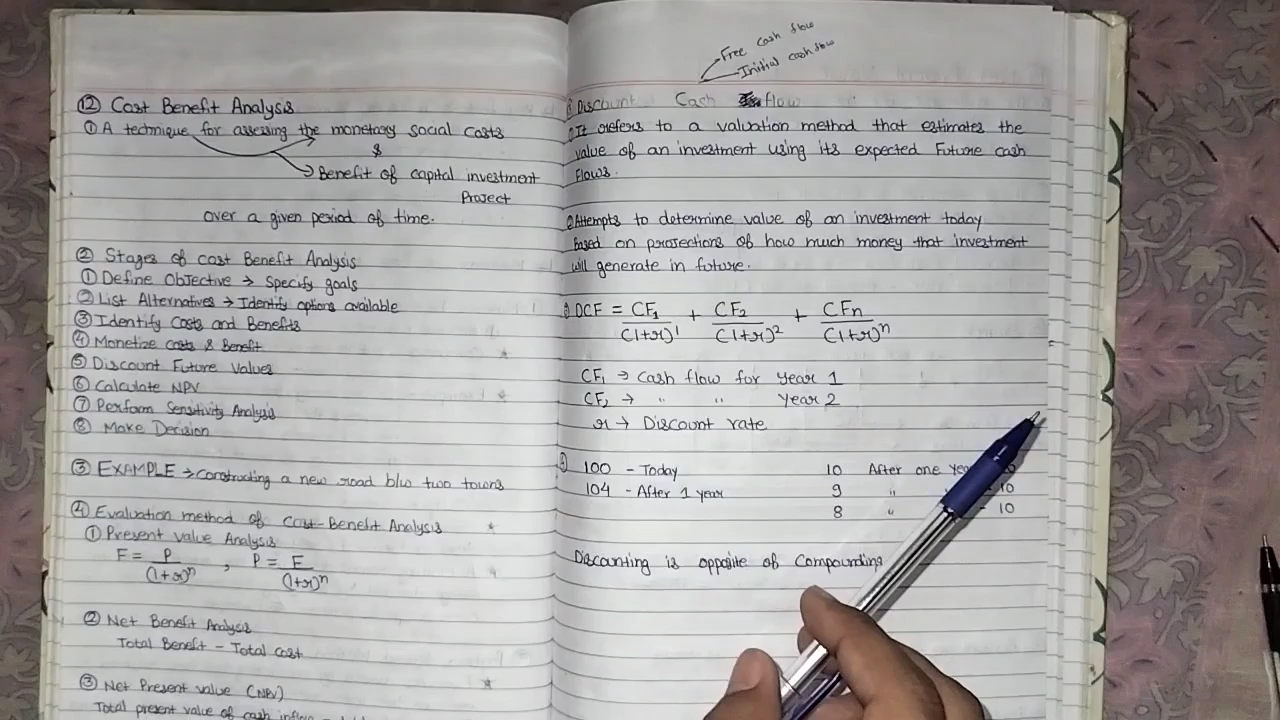 ⑫ Cost Benefit Analysis
① A technique for assessing the monetary social costs
&
Benefit of capital investment
Project
over a given period of time.
② Stages of cost Benefit Analysis
① Define Objective → Specify goals
② List Alternatives → Identify options available
③ Identify Costs and Benefits
④ Monetize costs & Benefit
⑤ Discount Future Values
⑥ Calculate NPV
⑦ Perform Sensitivity Analysis
⑧ Make Decision
③ EXAMPLE → Constructing a new road b/w two towns
④ Evaluation method of Cost-Benefit Analysis
① Present value Analysis
F = P/(1+r)^n , P = F/(1+r)^n
② Net Benefit Analysis
Total Benefit - Total cost
③ Net Present value (NPV)
Total present value of cash inflow
Free cash flow
Initial cash flow
Discount Cash flow
It refers to a valuation method that estimates the
value of an investment using its expected Future cash
Flows.
Attempts to determine value of an investment today
Based on projections of how much money that investment
will generate in future.
DCF = CF₁/(1+r)¹ + CF₂/(1+r)² + CFn/(1+r)^n
CF₁ → Cash flow for year 1
CF₂ → " " year 2
r → Discount rate
100 - Today 10 After one
104 - After 1 year 9 " - 10
8 " - 10
Discounting is opposite of Compounding